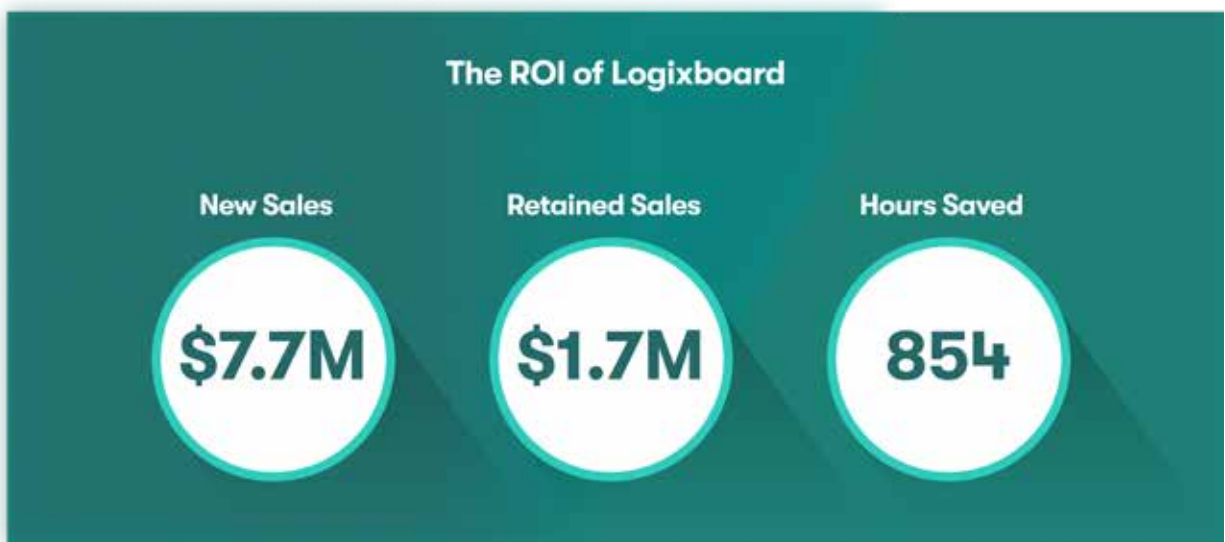 The ROI of Logixboard
New Sales
Retained Sales
Hours Saved
$7.7M
$1.7M
854